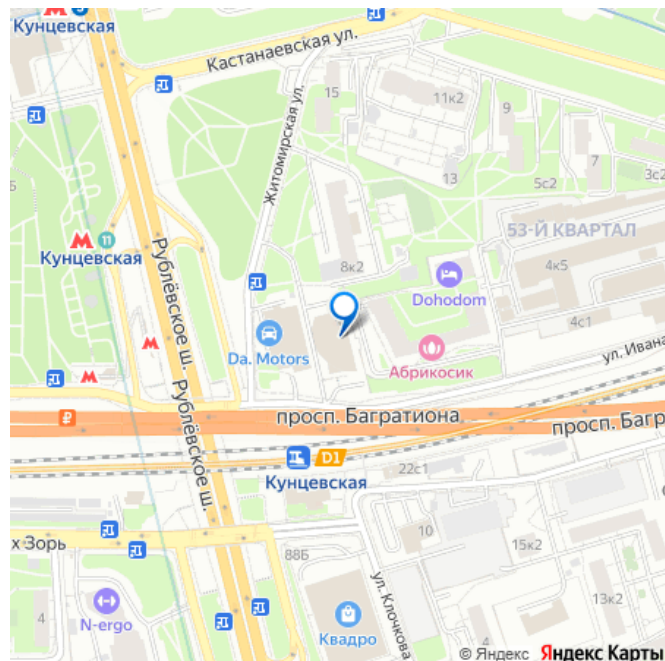 Кунцевская
Кастанаевская ул.
15
11к2
9
Житомирская ул.
13
7
5с2
3с2
53-Й КВАРТАЛ
11
Кунцевская
8к2
4к5
Dohodom
4с1
Рублёвское ш.
Рублёвское ш.
Da. Motors
Абрикосик
ул. Ивана
просп. Багратиона
просп. Багр
D1
Кунцевская
22с1
х Зорь
10
88Б
15к2
ул. Клочкова
4
N-ergo
Квадро
13к2
© Яндекс Яндекс Карты